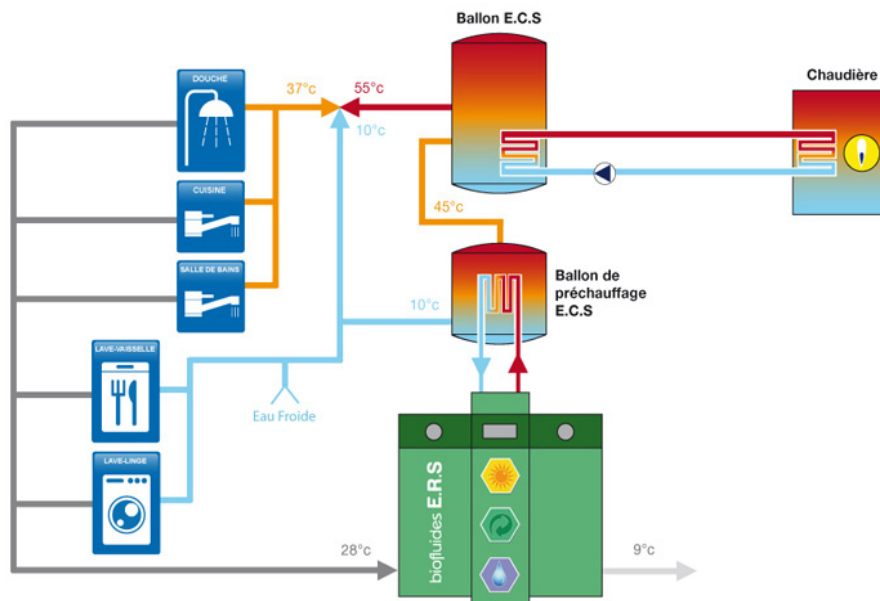 Ballon E.C.S
Chaudière
DOUCHE
37°c
55°c
10°c
CUISINE
45°c
SALLE DE BAINS
10°c
Ballon de
préchauffage
E.C.S
LAVE-VAISSELLE
Eau Froide
LAVE-LINGE
biofluides E.R.S
28°c
9°c